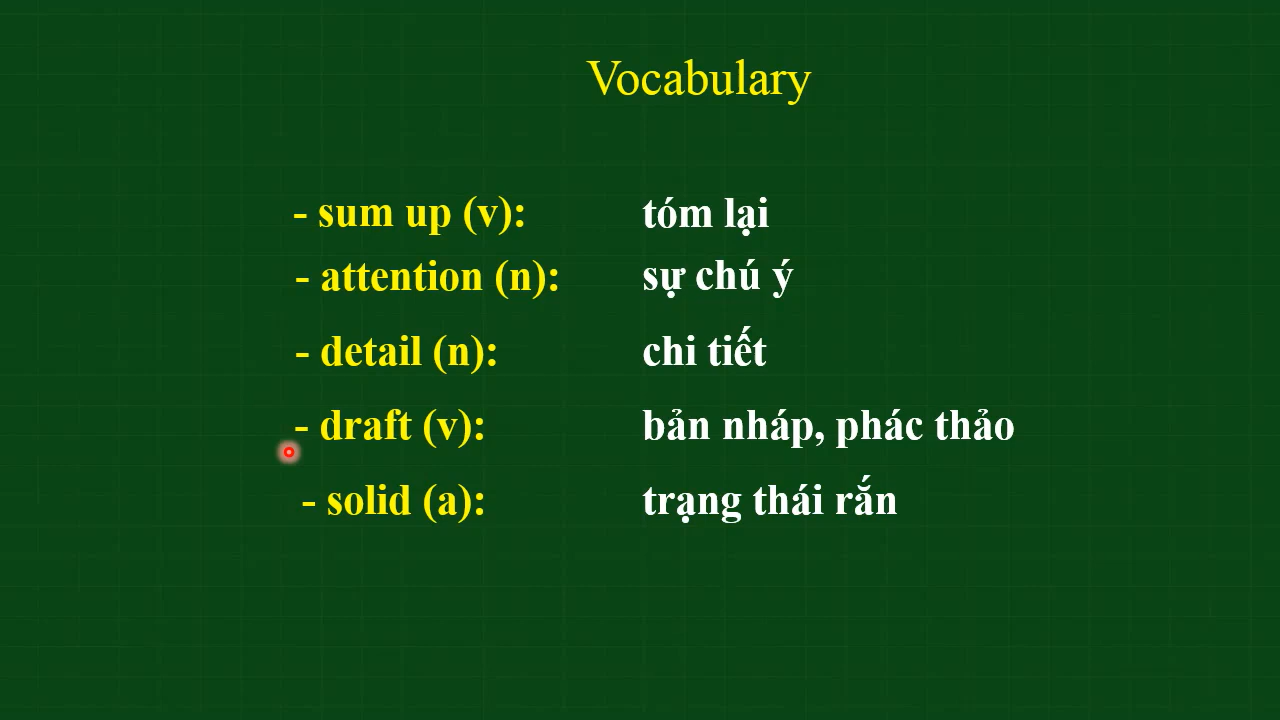 Vocabulary
- sum up (v): tóm lại
- attention (n): sự chú ý
- detail (n): chi tiết
- draft (v): bản nháp, phác thảo
- solid (a): trạng thái rắn